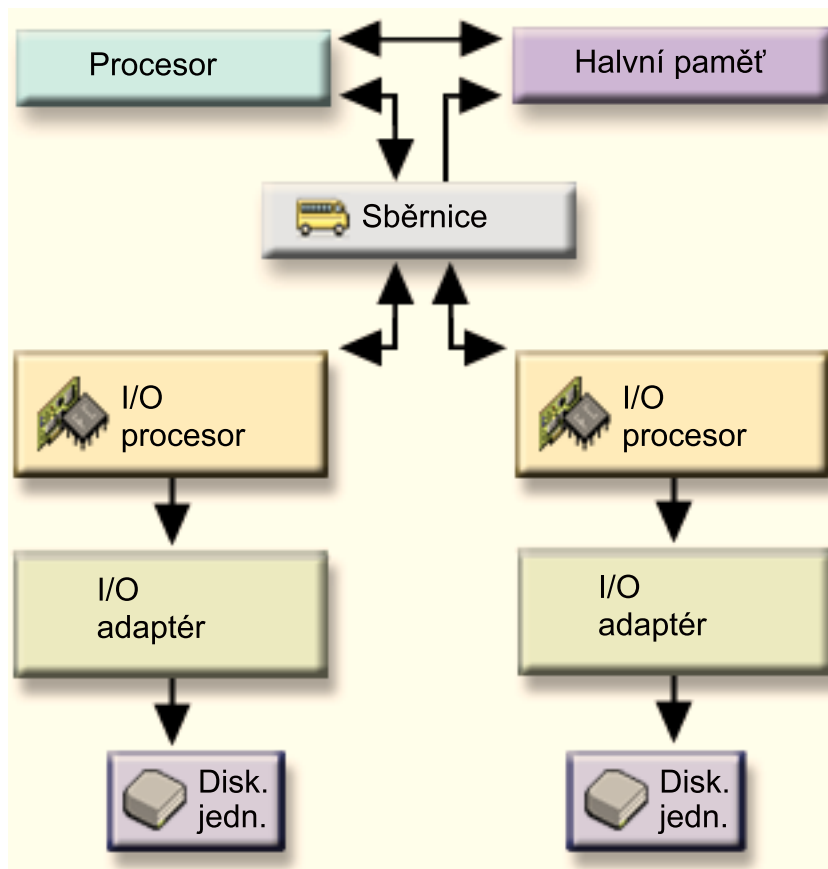 Procesor
Halvní paměť
Sběrnice
I/O
procesor
I/O
procesor
I/O
adaptér
I/O
adaptér
Disk.
jedn.
Disk.
jedn.